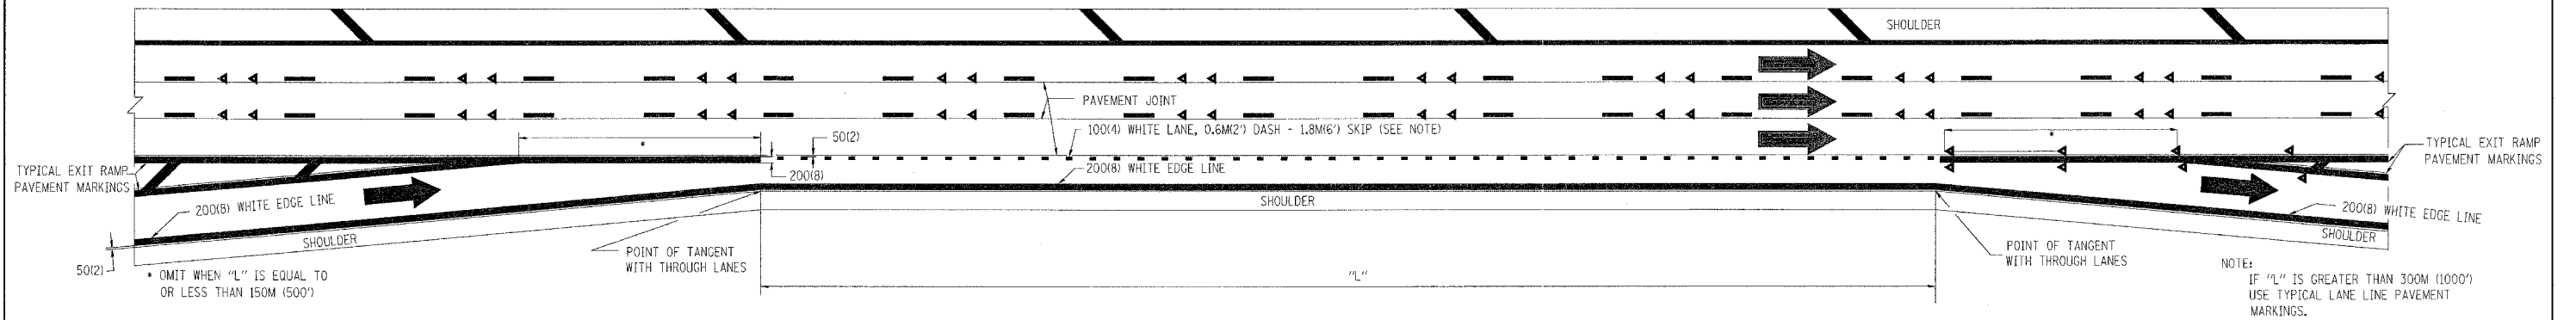 SHOULDER
PAVEMENT JOINT
100(4) WHITE LANE, 0.6M(2') DASH - 1.8M(6') SKIP (SEE NOTE)
50(2)
*
*
TYPICAL EXIT RAMP
PAVEMENT MARKINGS
200(8)
200(8) WHITE EDGE LINE
TYPICAL EXIT RAMP
PAVEMENT MARKINGS
200(8) WHITE EDGE LINE
SHOULDER
200(8) WHITE EDGE LINE
SHOULDER
SHOULDER
50(2)
POINT OF TANGENT
WITH THROUGH LANES
POINT OF TANGENT
WITH THROUGH LANES
* OMIT WHEN "L" IS EQUAL TO
OR LESS THAN 150M (500')
"L"
NOTE:
IF "L" IS GREATER THAN 300M (1000')
USE TYPICAL LANE LINE PAVEMENT
MARKINGS.